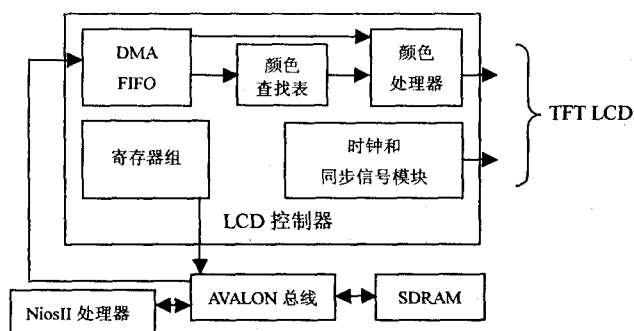 DMA
FIFO
颜色
查找表
颜色
处理器
TFT LCD
寄存器组
时钟和
同步信号模块
LCD 控制器
NiosII 处理器
AVALON 总线
SDRAM